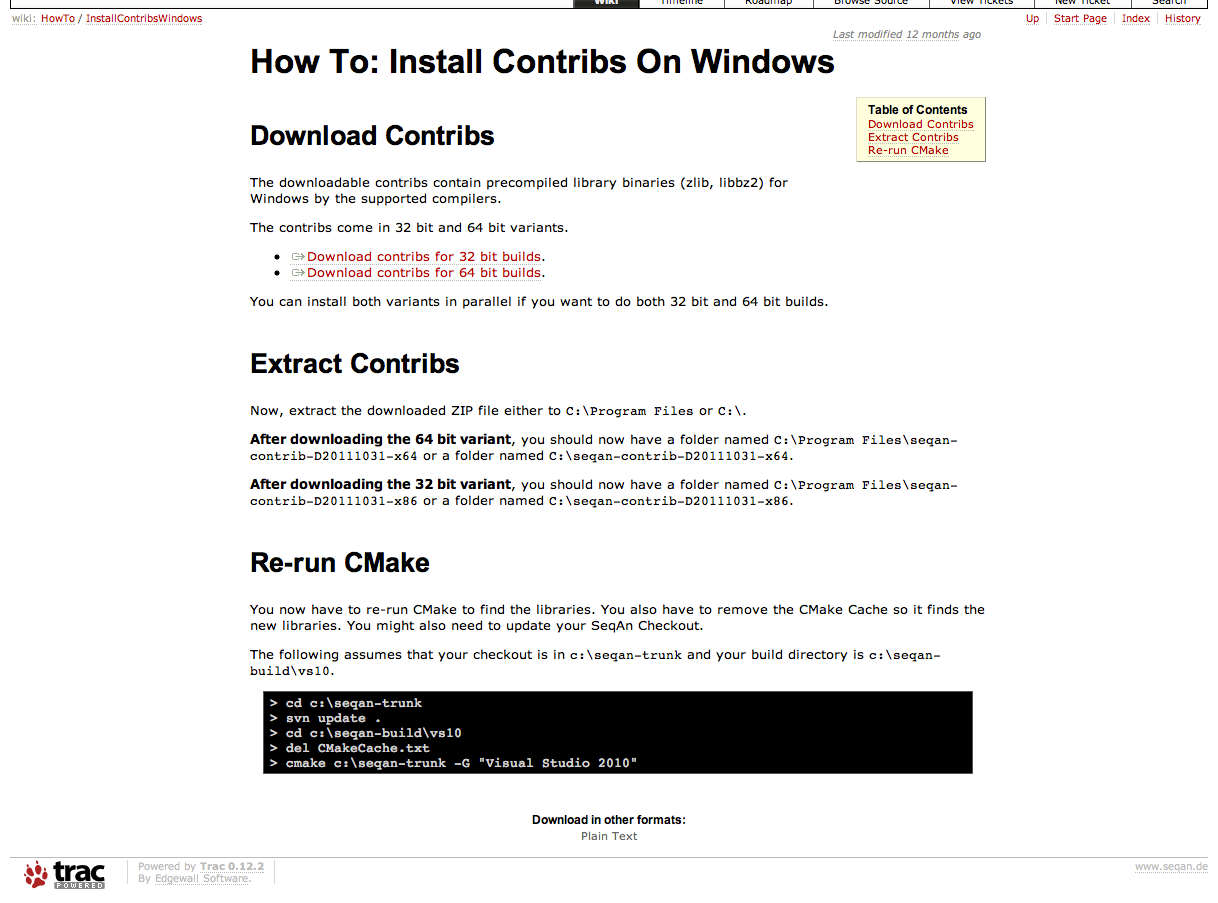 Wiki Timeline Roadmap Browse Source View Tickets New Ticket Search
wiki: HowTo / InstallContribsWindows
Up Start Page Index History
Last modified 12 months ago
How To: Install Contribs On Windows
Table of Contents
Download Contribs
Extract Contribs
Re-run CMake
Download Contribs
The downloadable contribs contain precompiled library binaries (zlib, libbz2) for
Windows by the supported compilers.
The contribs come in 32 bit and 64 bit variants.
Download contribs for 32 bit builds.
Download contribs for 64 bit builds.
You can install both variants in parallel if you want to do both 32 bit and 64 bit builds.
Extract Contribs
Now, extract the downloaded ZIP file either to C:\Program Files or C:\.
After downloading the 64 bit variant, you should now have a folder named C:\Program Files\seqan-
contrib-D20111031-x64 or a folder named C:\seqan-contrib-D20111031-x64.
After downloading the 32 bit variant, you should now have a folder named C:\Program Files\seqan-
contrib-D20111031-x86 or a folder named C:\seqan-contrib-D20111031-x86.
Re-run CMake
You now have to re-run CMake to find the libraries. You also have to remove the CMake Cache so it finds the
new libraries. You might also need to update your SeqAn Checkout.
The following assumes that your checkout is in c:\seqan-trunk and your build directory is c:\seqan-
build\vs10.
> cd c:\seqan-trunk
> svn update .
> cd c:\seqan-build\vs10
> del CMakeCache.txt
> cmake c:\seqan-trunk -G "Visual Studio 2010"
Download in other formats:
Plain Text
trac
POWERED
Powered by Trac 0.12.2
By Edgewall Software.
www.seqan.de